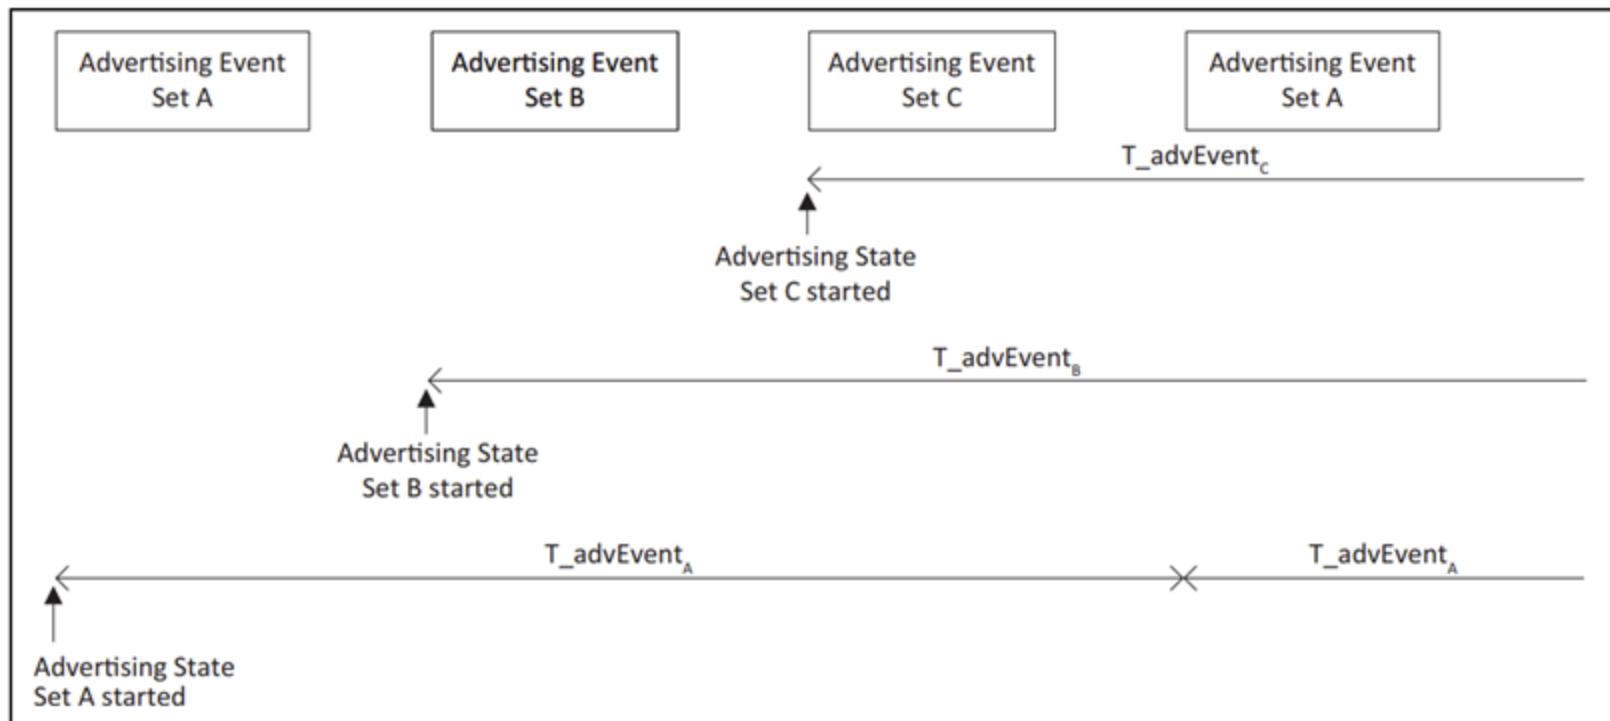 Advertising Event
Set A
Advertising Event
Set B
Advertising Event
Set C
Advertising Event
Set A
T_advEventC
Advertising State
Set C started
T_advEventB
Advertising State
Set B started
T_advEventA
T_advEventA
Advertising State
Set A started